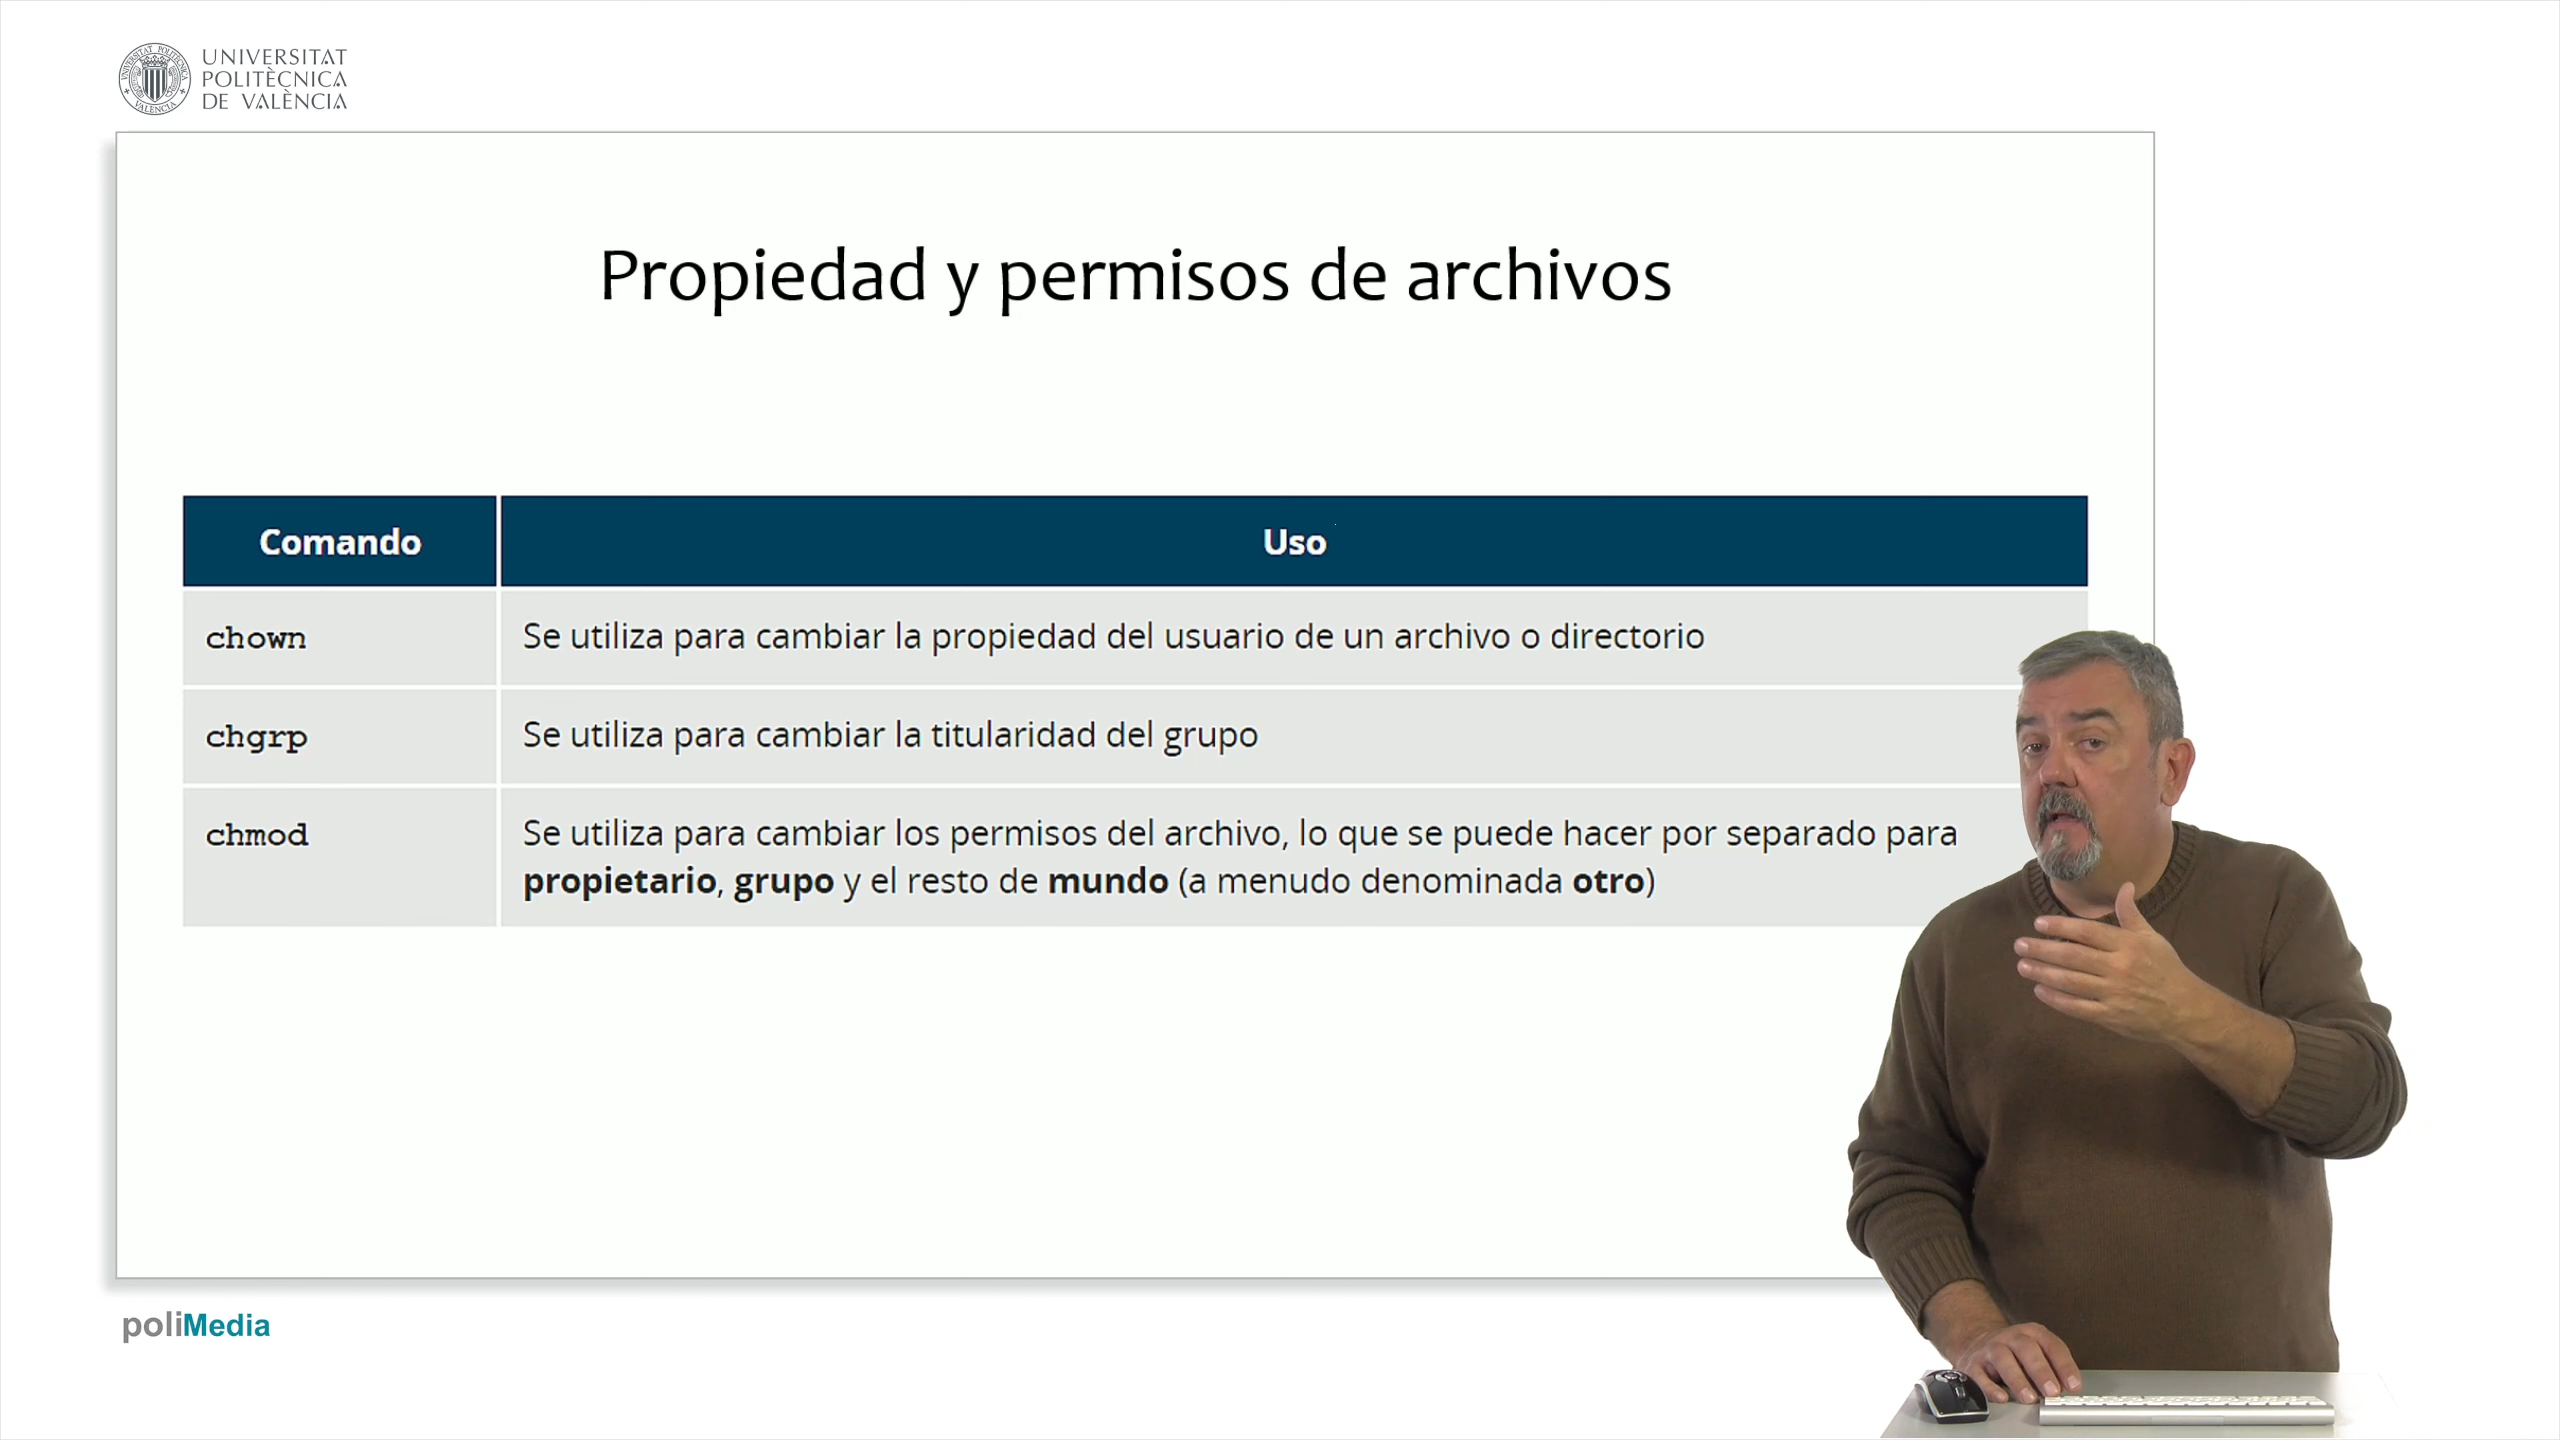 UNIVERSITAT
POLITÈCNICA
DE VALÈNCIA
Propiedad y permisos de archivos
Comando Uso
chown Se utiliza para cambiar la propiedad del usuario de un archivo o directorio
chgrp Se utiliza para cambiar la titularidad del grupo
chmod Se utiliza para cambiar los permisos del archivo, lo que se puede hacer por separado para
propietario, grupo y el resto de mundo (a menudo denominada otro)
poliMedia